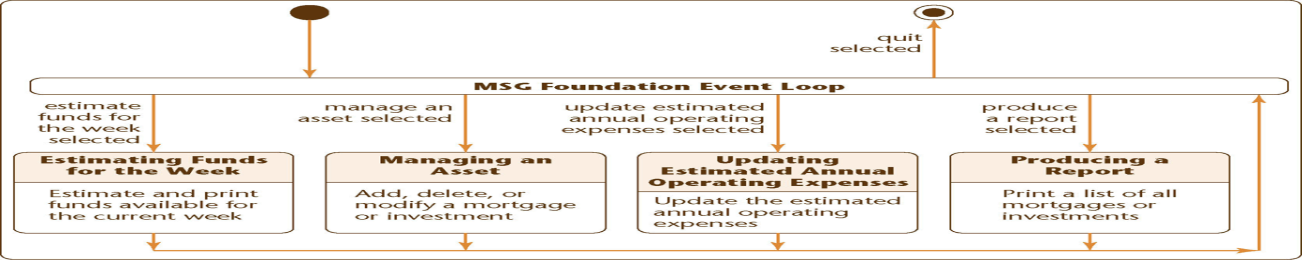 quit
selected
MSG Foundation Event Loop
estimate
funds for
the week
selected
manage an
asset selected
update estimated
annual operating
expenses selected
produce
a report
selected
Estimating Funds
for the Week
Estimate and print
funds available for
the current week
Managing an
Asset
Add, delete, or
modify a mortgage
or investment
Updating
Estimated Annual
Operating Expenses
Update the estimated
annual operating
expenses
Producing a
Report
Print a list of all
mortgages or
investments